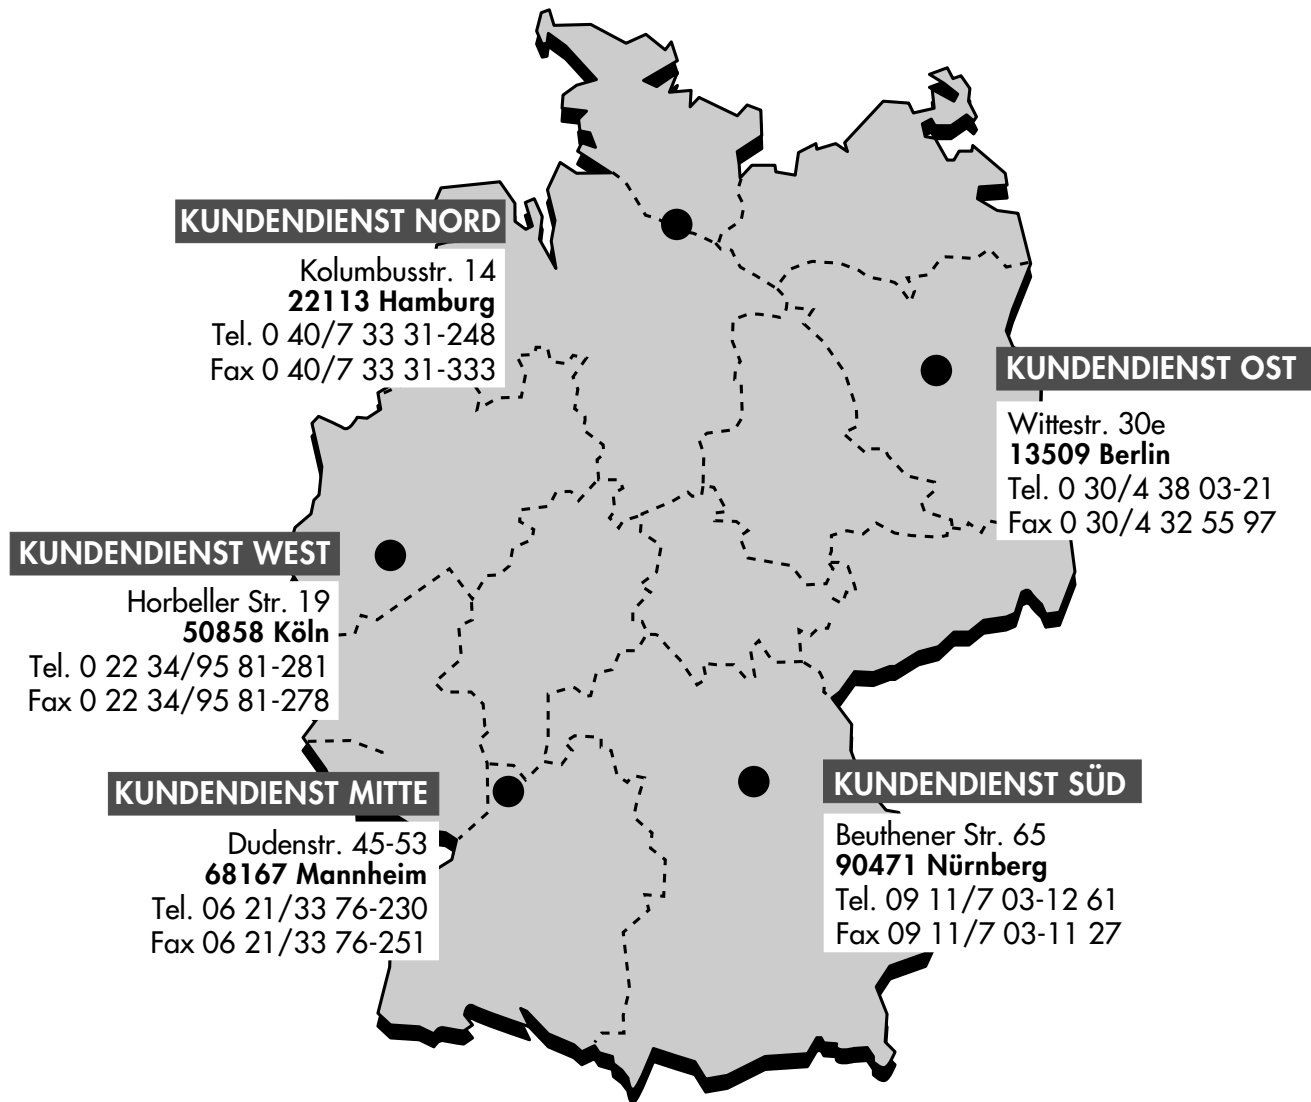 KUNDENDIENST NORD
Kolumbusstr. 14
22113 Hamburg
Tel. 0 40/7 33 31-248
Fax 0 40/7 33 31-333
KUNDENDIENST OST
Wittestr. 30e
13509 Berlin
Tel. 0 30/4 38 03-21
Fax 0 30/4 32 55 97
KUNDENDIENST WEST
Horbeller Str. 19
50858 Köln
Tel. 0 22 34/95 81-281
Fax 0 22 34/95 81-278
KUNDENDIENST MITTE
Dudenstr. 45-53
68167 Mannheim
Tel. 06 21/33 76-230
Fax 06 21/33 76-251
KUNDENDIENST SÜD
Beuthener Str. 65
90471 Nürnberg
Tel. 09 11/7 03-12 61
Fax 09 11/7 03-11 27